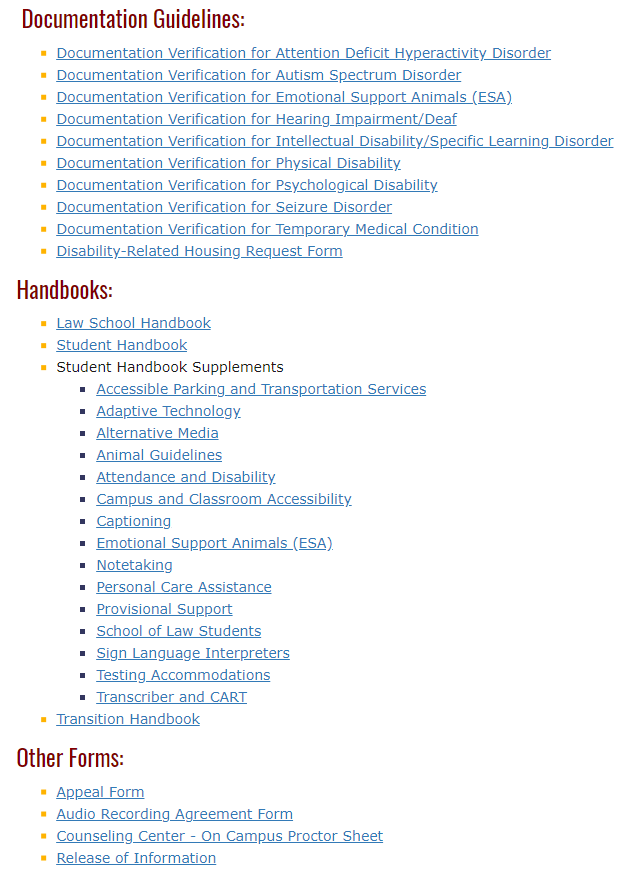 Documentation Guidelines:
Documentation Verification for Attention Deficit Hyperactivity Disorder
Documentation Verification for Autism Spectrum Disorder
Documentation Verification for Emotional Support Animals (ESA)
Documentation Verification for Hearing Impairment/Deaf
Documentation Verification for Intellectual Disability/Specific Learning Disorder
Documentation Verification for Physical Disability
Documentation Verification for Psychological Disability
Documentation Verification for Seizure Disorder
Documentation Verification for Temporary Medical Condition
Disability-Related Housing Request Form
Handbooks:
Law School Handbook
Student Handbook
Student Handbook Supplements
Accessible Parking and Transportation Services
Adaptive Technology
Alternative Media
Animal Guidelines
Attendance and Disability
Campus and Classroom Accessibility
Captioning
Emotional Support Animals (ESA)
Notetaking
Personal Care Assistance
Provisional Support
School of Law Students
Sign Language Interpreters
Testing Accommodations
Transcriber and CART
Transition Handbook
Other Forms:
Appeal Form
Audio Recording Agreement Form
Counseling Center - On Campus Proctor Sheet
Release of Information